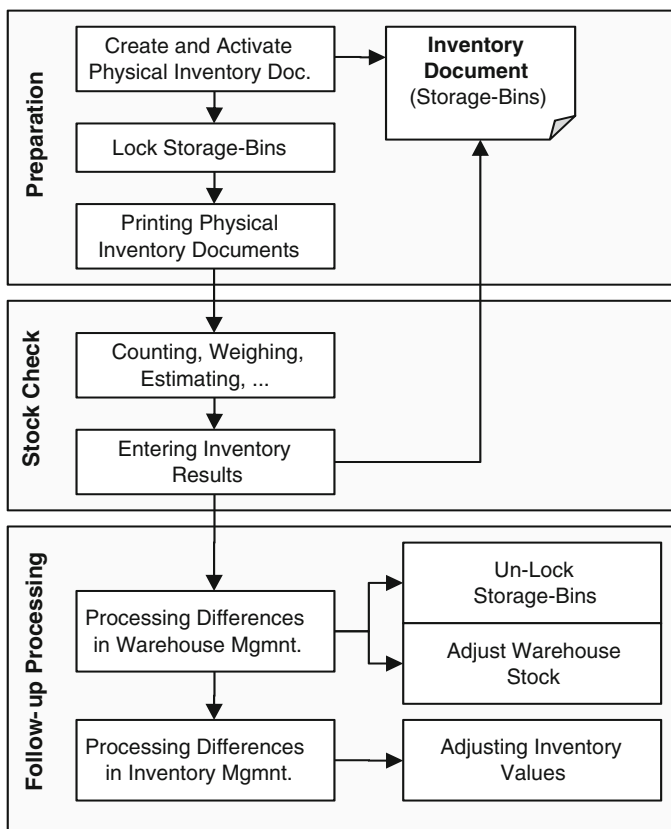 Preparation
Create and Activate
Physical Inventory Doc.
Inventory
Document
(Storage-Bins)
Lock Storage-Bins
Printing Physical
Inventory Documents
Stock Check
Counting, Weighing,
Estimating, ...
Entering Inventory
Results
Follow-up Processing
Processing Differences
in Warehouse Mgmnt.
Un-Lock
Storage-Bins
Adjust Warehouse
Stock
Processing Differences
in Inventory Mgmnt.
Adjusting Inventory
Values